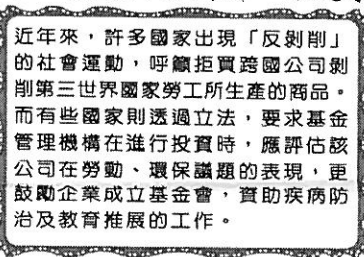 近年來，許多國家出現「反剝削」
的社會運動，呼籲拒買跨國公司剝
削第三世界國家勞工所生產的商品。
而有些國家則透過立法，要求基金
管理機構在進行投資時，應評估該
公司在勞動、環保議題的表現，更
鼓勵企業成立基金會，資助疾病防
治及教育推展的工作。